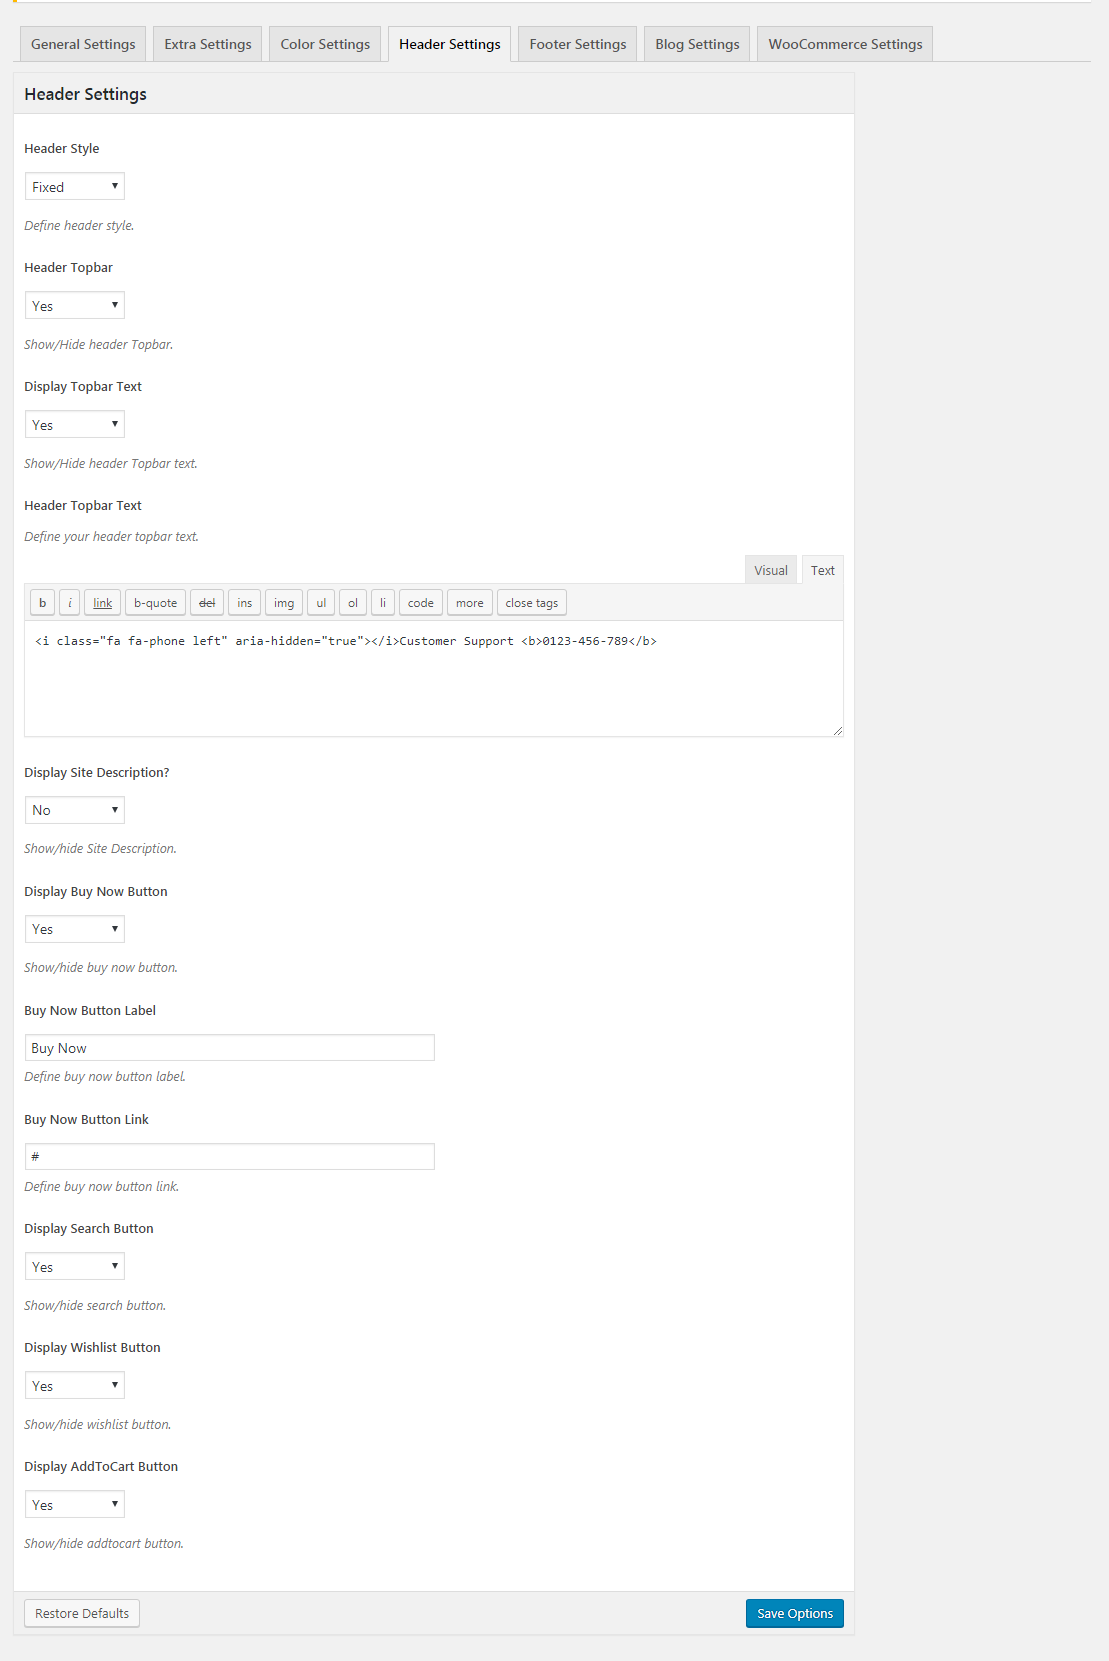 General Settings Extra Settings Color Settings Header Settings Footer Settings Blog Settings WooCommerce Settings
Header Settings
Header Style
Fixed
Define header style.
Header Topbar
Yes
Show/Hide header Topbar.
Display Topbar Text
Yes
Show/Hide header Topbar text.
Header Topbar Text
Define your header topbar text.
Visual Text
b i link b-quote del ins img ul ol li code more close tags
<i class="fa fa-phone left" aria-hidden="true"></i>Customer Support <b>0123-456-789</b>
Display Site Description?
No
Show/hide Site Description.
Display Buy Now Button
Yes
Show/hide buy now button.
Buy Now Button Label
Buy Now
Define buy now button label.
Buy Now Button Link
#
Define buy now button link.
Display Search Button
Yes
Show/hide search button.
Display Wishlist Button
Yes
Show/hide wishlist button.
Display AddToCart Button
Yes
Show/hide addtocart button.
Restore Defaults Save Options